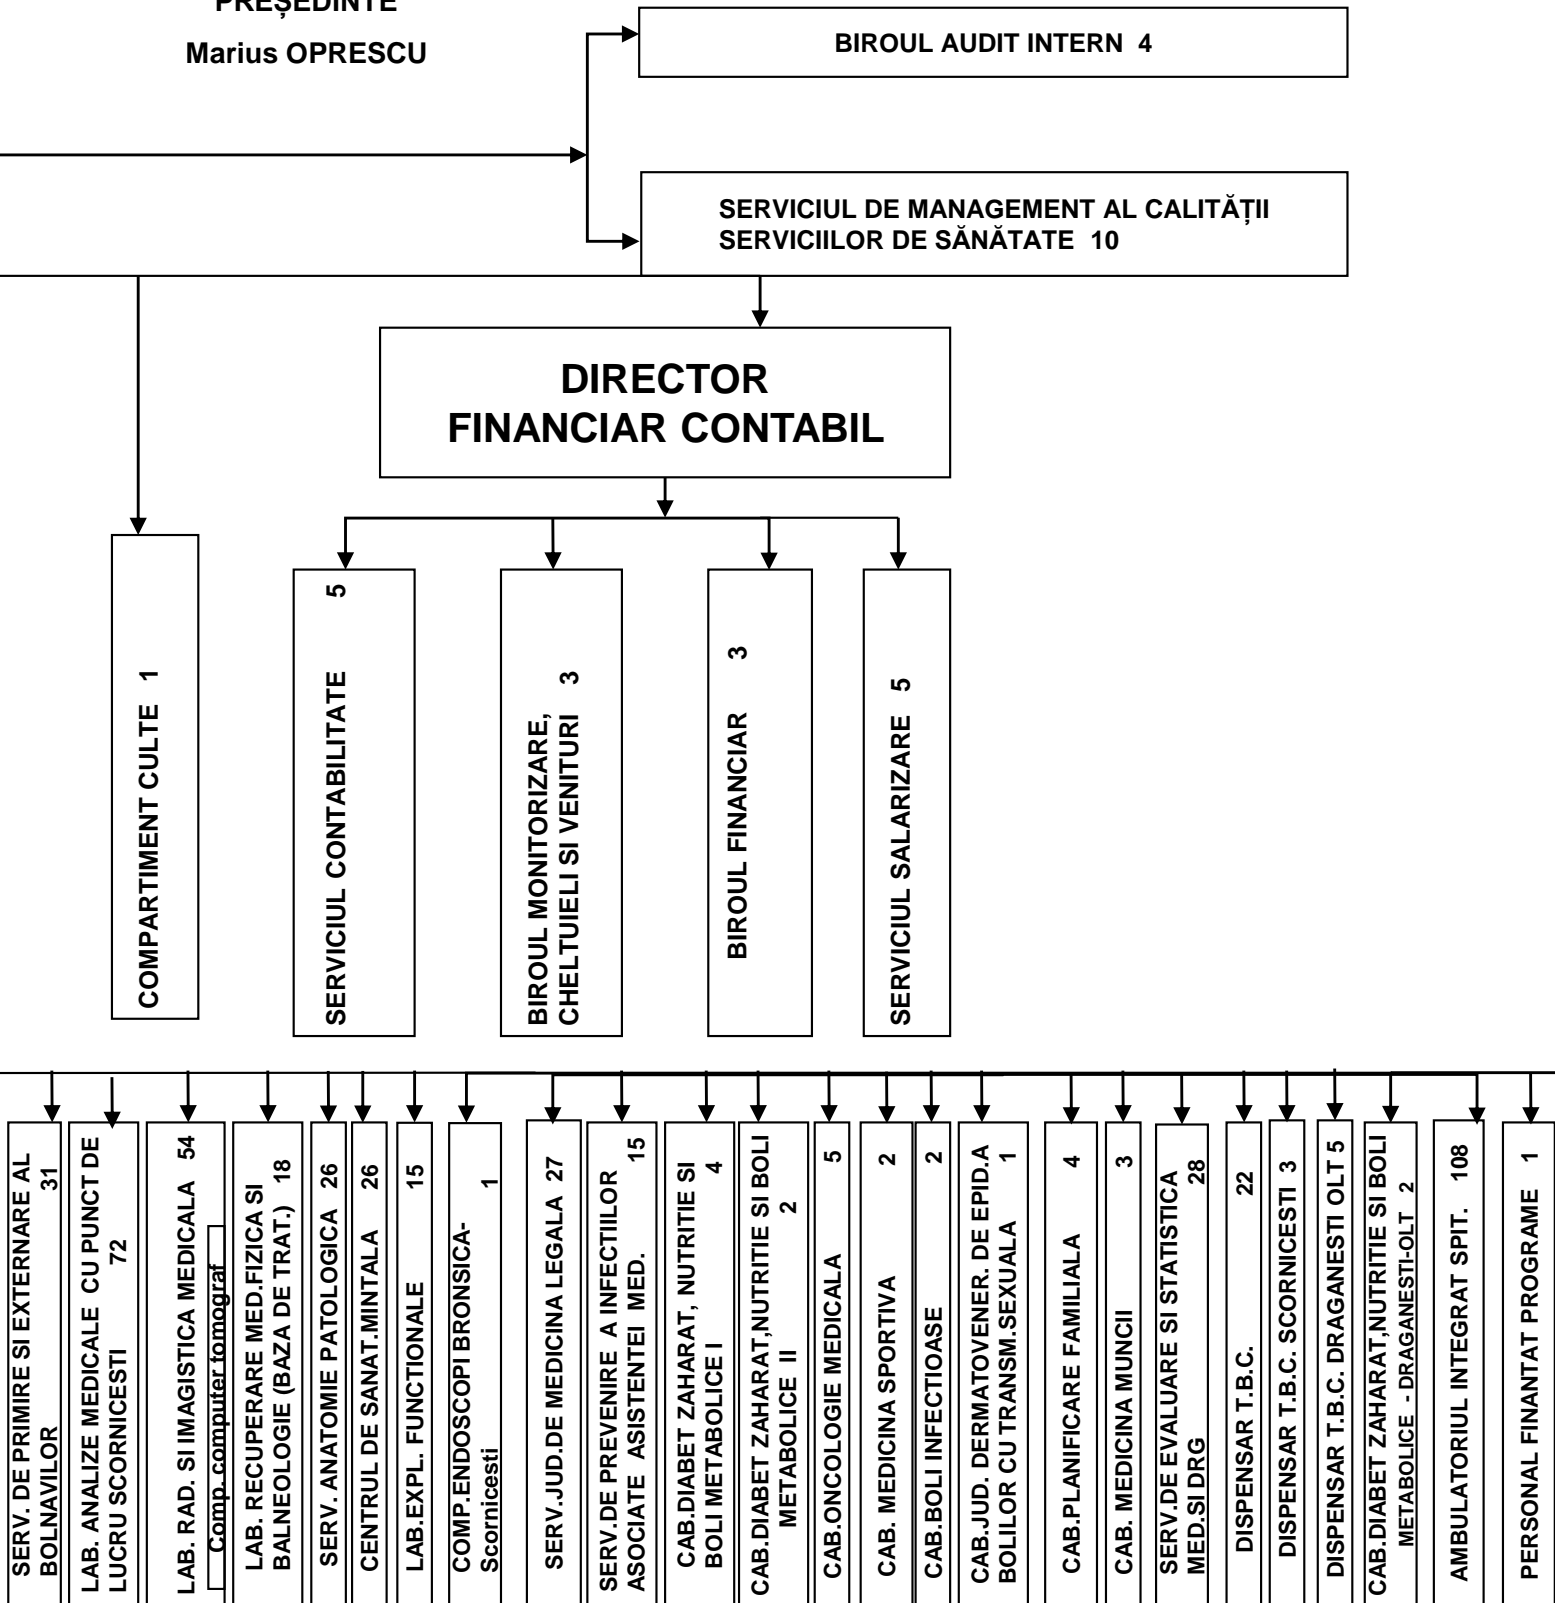 PREȘEDINTE
Marius OPRESCU
BIROUL AUDIT INTERN 4
SERVICIUL DE MANAGEMENT AL CALITĂȚII
SERVICIILOR DE SĂNĂTATE 10
DIRECTOR
FINANCIAR CONTABIL
COMPARTIMENT CULTE 1
SERVICIUL CONTABILITATE 5
BIROUL MONITORIZARE,
CHELTUIELI SI VENITURI 3
BIROUL FINANCIAR 3
SERVICIUL SALARIZARE 5
SERV. DE PRIMIRE SI EXTERNARE AL
BOLNAVILOR 31
LAB. ANALIZE MEDICALE CU PUNCT DE
LUCRU SCORNICESTI 72
LAB. RAD. SI IMAGISTICA MEDICALA 54
Comp. computer tomograf
LAB. RECUPERARE MED.FIZICA SI
BALNEOLOGIE (BAZA DE TRAT.) 18
SERV. ANATOMIE PATOLOGICA 26
CENTRUL DE SANAT.MINTALA 26
LAB.EXPL. FUNCTIONALE 15
COMP.ENDOSCOPI BRONSICA-
Scornicesti 1
SERV.JUD.DE MEDICINA LEGALA 27
SERV.DE PREVENIRE A INFECTIILOR
ASOCIATE ASISTENTEI MED. 15
CAB.DIABET ZAHARAT, NUTRITIE SI
BOLI METABOLICE I 4
CAB.DIABET ZAHARAT,NUTRITIE SI BOLI
METABOLICE II 2
CAB.ONCOLOGIE MEDICALA 5
CAB. MEDICINA SPORTIVA 2
CAB.BOLI INFECTIOASE 2
CAB.JUD. DERMATOVENER. DE EPID.A
BOLILOR CU TRANSM.SEXUALA 1
CAB.PLANIFICARE FAMILIALA 4
CAB. MEDICINA MUNCII 3
SERV.DE EVALUARE SI STATISTICA
MED.SI DRG 28
DISPENSAR T.B.C. 22
DISPENSAR T.B.C. SCORNICESTI 3
DISPENSAR T.B.C. DRAGANESTI OLT 5
CAB.DIABET ZAHARAT,NUTRITIE SI BOLI
METABOLICE - DRAGANESTI-OLT 2
AMBULATORIUL INTEGRAT SPIT. 108
PERSONAL FINANTAT PROGRAME 1